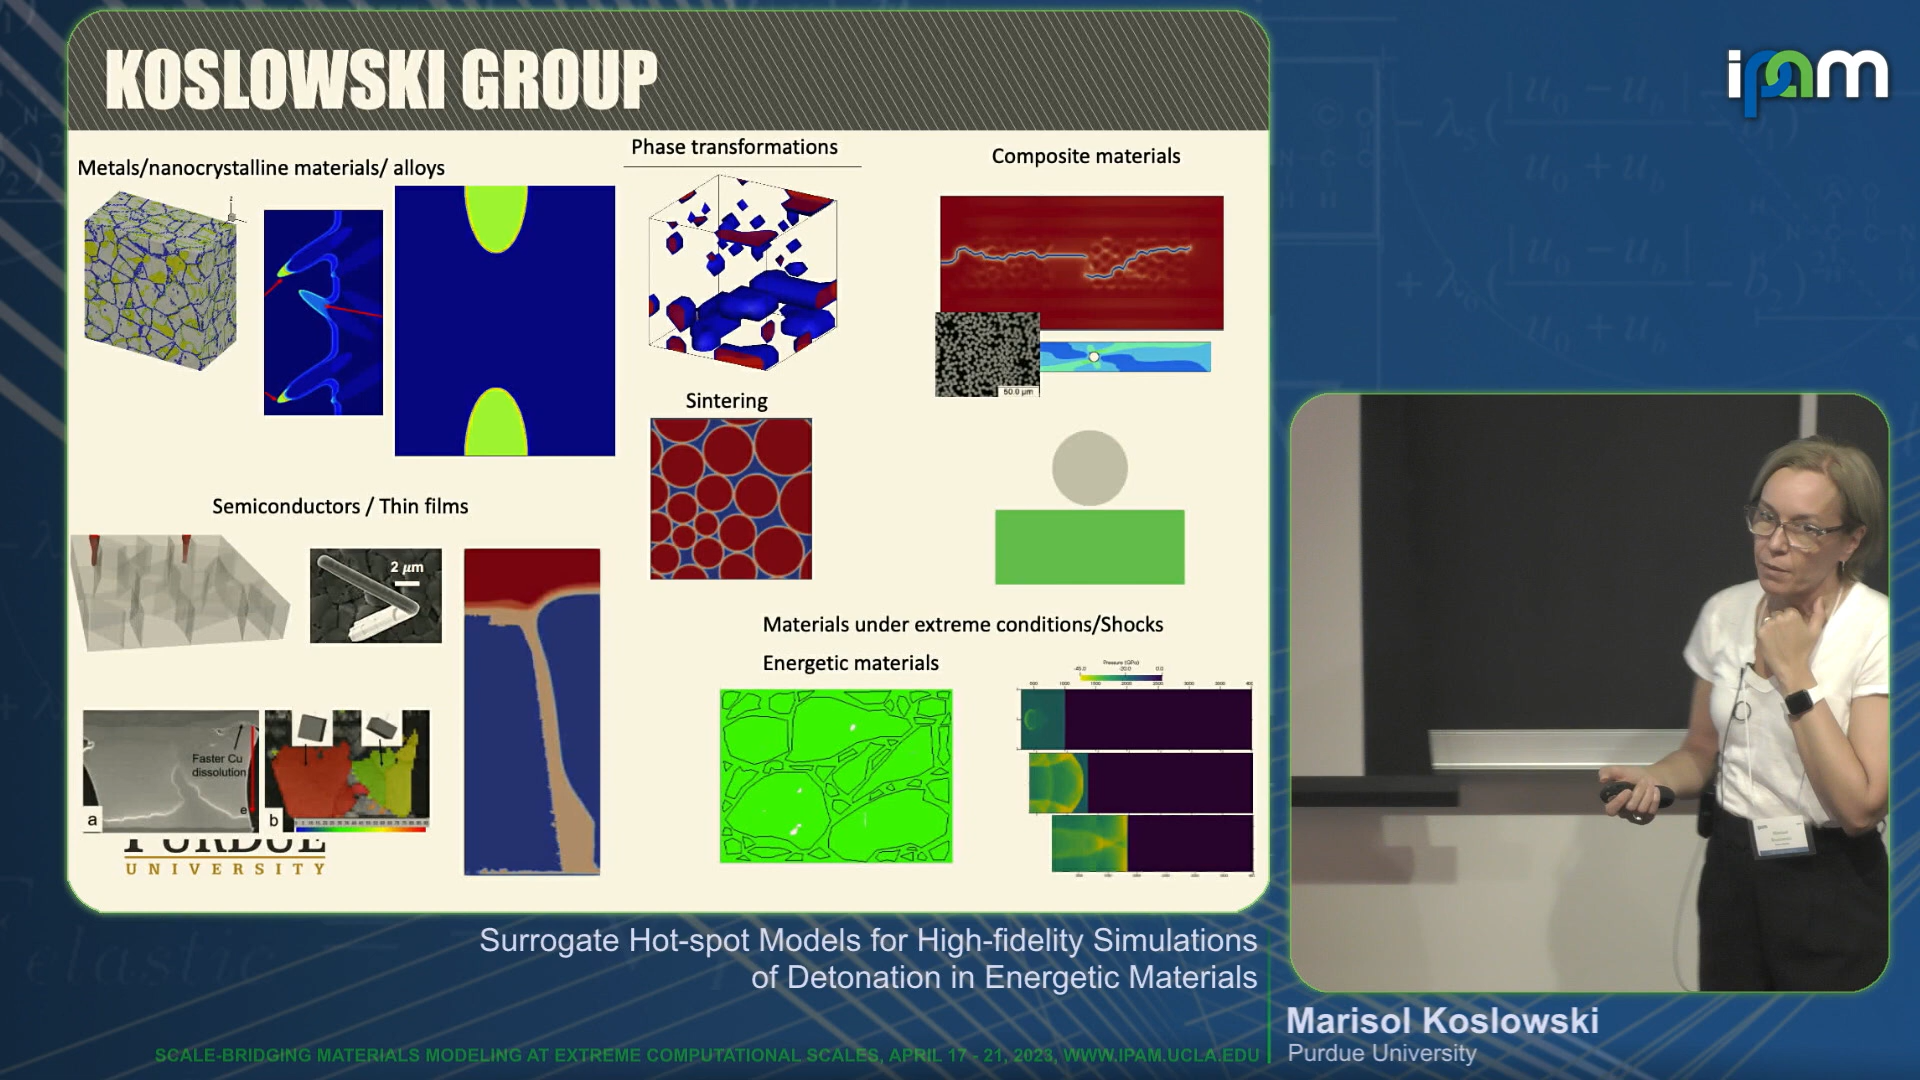 KOSLOWSKI GROUP
ipam
Metals/nanocrystalline materials/ alloys
Phase transformations
Composite materials
50.0 μm
Sintering
Semiconductors / Thin films
2 μm
Materials under extreme conditions/Shocks
Energetic materials
Pressure (GPa)
Faster Cu
dissolution
e
a
b
PURDUE
UNIVERSITY
Surrogate Hot-spot Models for High-fidelity Simulations
of Detonation in Energetic Materials
Marisol Koslowski
Purdue University
SCALE-BRIDGING MATERIALS MODELING AT EXTREME COMPUTATIONAL SCALES, APRIL 17 - 21, 2023, WWW.IPAM.UCLA.EDU